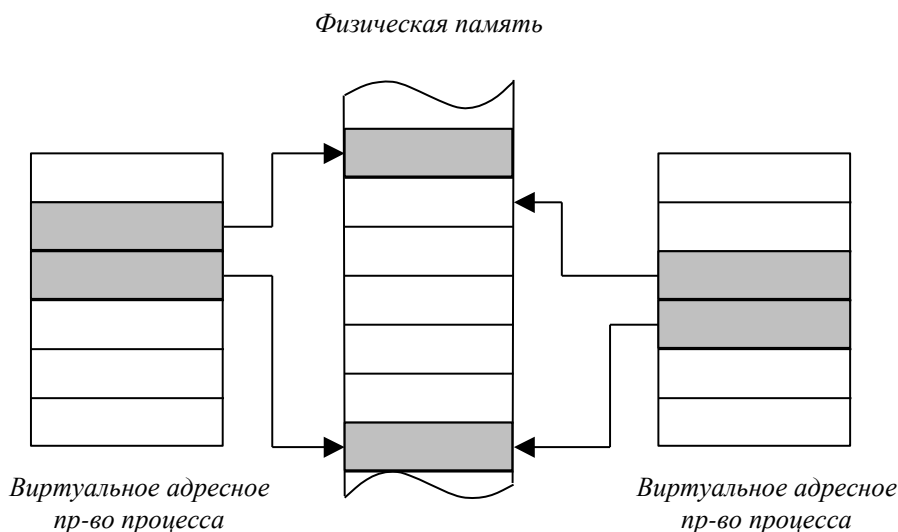 Физическая память
Виртуальное адресное
пр-во процесса
Виртуальное адресное
пр-во процесса